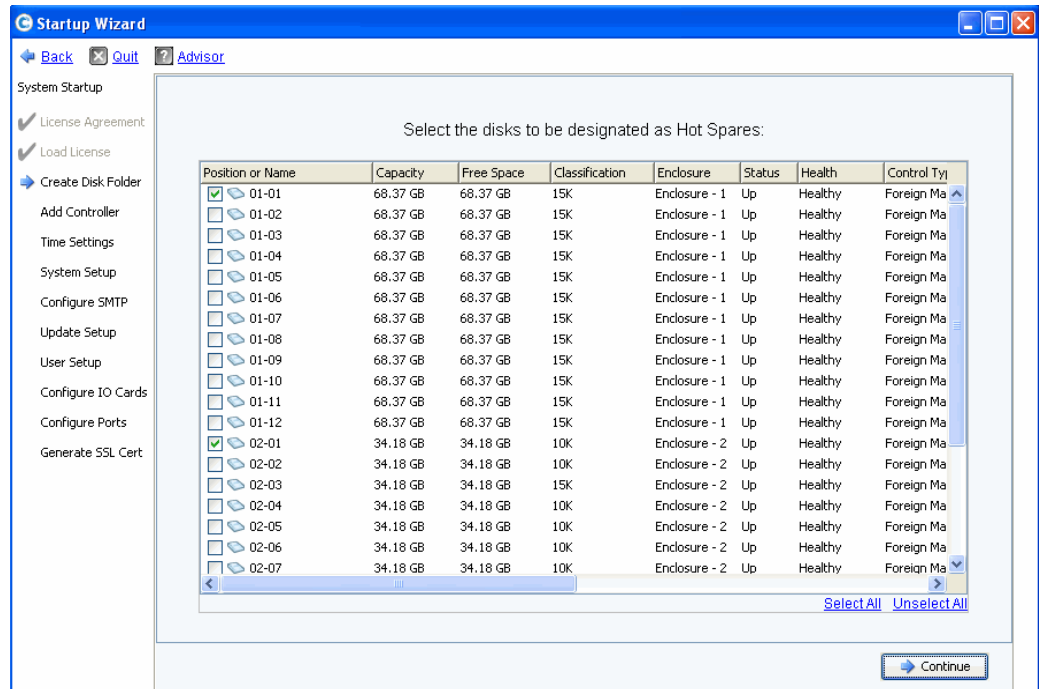 Startup Wizard
Back Quit Advisor
System Startup
License Agreement
Load License
Create Disk Folder
Add Controller
Time Settings
System Setup
Configure SMTP
Update Setup
User Setup
Configure IO Cards
Configure Ports
Generate SSL Cert
Select the disks to be designated as Hot Spares:
Position or Name Capacity Free Space Classification Enclosure Status Health Control Typ
01-01 68.37 GB 68.37 GB 15K Enclosure - 1 Up Healthy Foreign Ma
01-02 68.37 GB 68.37 GB 15K Enclosure - 1 Up Healthy Foreign Ma
01-03 68.37 GB 68.37 GB 15K Enclosure - 1 Up Healthy Foreign Ma
01-04 68.37 GB 68.37 GB 15K Enclosure - 1 Up Healthy Foreign Ma
01-05 68.37 GB 68.37 GB 15K Enclosure - 1 Up Healthy Foreign Ma
01-06 68.37 GB 68.37 GB 15K Enclosure - 1 Up Healthy Foreign Ma
01-07 68.37 GB 68.37 GB 15K Enclosure - 1 Up Healthy Foreign Ma
01-08 68.37 GB 68.37 GB 15K Enclosure - 1 Up Healthy Foreign Ma
01-09 68.37 GB 68.37 GB 15K Enclosure - 1 Up Healthy Foreign Ma
01-10 68.37 GB 68.37 GB 15K Enclosure - 1 Up Healthy Foreign Ma
01-11 68.37 GB 68.37 GB 15K Enclosure - 1 Up Healthy Foreign Ma
01-12 68.37 GB 68.37 GB 15K Enclosure - 1 Up Healthy Foreign Ma
02-01 34.18 GB 34.18 GB 10K Enclosure - 2 Up Healthy Foreign Ma
02-02 34.18 GB 34.18 GB 10K Enclosure - 2 Up Healthy Foreign Ma
02-03 34.18 GB 34.18 GB 15K Enclosure - 2 Up Healthy Foreign Ma
02-04 34.18 GB 34.18 GB 10K Enclosure - 2 Up Healthy Foreign Ma
02-05 34.18 GB 34.18 GB 10K Enclosure - 2 Up Healthy Foreign Ma
02-06 34.18 GB 34.18 GB 10K Enclosure - 2 Up Healthy Foreign Ma
02-07 34.18 GB 34.18 GB 10K Enclosure - 2 Up Healthy Foreign Ma
Select All Unselect All
Continue